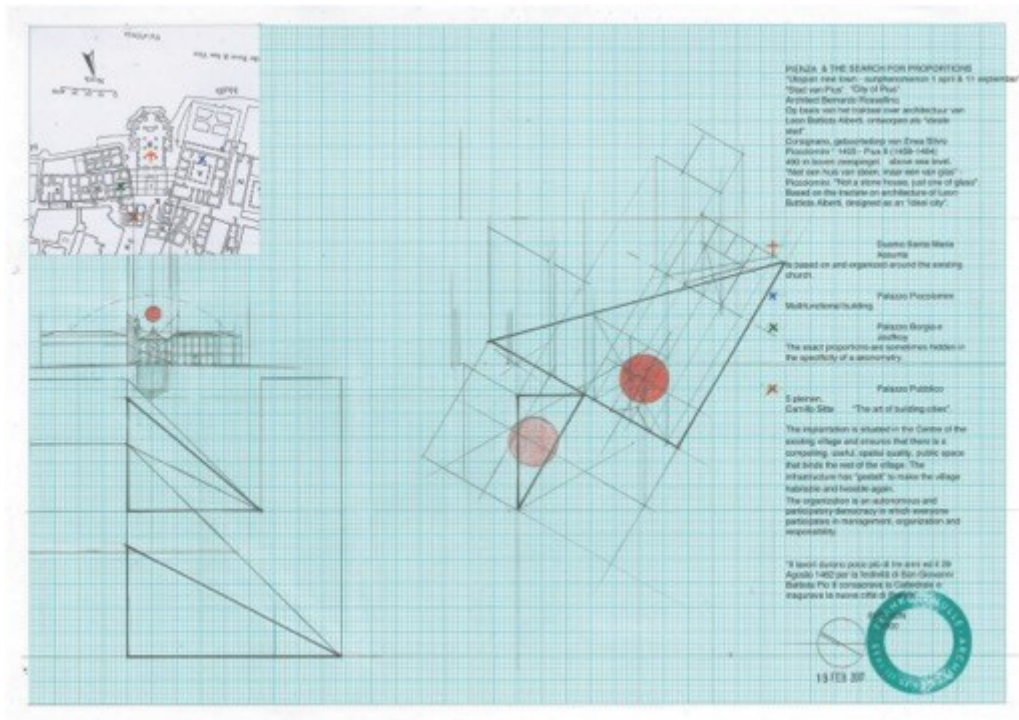 North
PIENZA & THE SEARCH FOR PROPORTIONS
"Utopian new town - 1 april & 11 september
"Stad van Pius" "City of Pius"
Architect Bernardo Rossellino
Op basis van het traktaat over architectuur van
Leon Battista Alberti, ontworpen als "ideale
stad"
Corsignano, geboortedorp van Enea Silvio
Piccolomini 1405 - Pius II (1458-1464)
490 m boven zeespiegel above sea level.
"Niet een huis van steen, maar een van glas" -
Piccolomini. "Not a stone house, just one of glass".
Based on the tractate on architecture of Leon
Battista Alberti, designed as an "ideal city".
Duomo Santa Maria
Assunta
is based on and organized around the existing
church.
Palazzo Piccolomini
Multifunctional building.
Palazzo Borgia e
The exact proportions are sometimes hidden in
the specificity of a axonometry.
Palazzo Pubblico
5 pleinen.
Camillo Sitte "The art of building cities".
The implantation is situated in the Centre of the
existing village and ensures that there is a
compelling, useful, spatial quality, public space
that binds the rest of the village. The
infrastructure has "gestalt" to make the village
habitable and liveable again.
The organization is an autonomous and
participatory democracy in which everyone
participates in management, organization and
responsibility.
"Il lavori durano poco più di tre anni ed il 29
Agosto 1462 per la festività di San Giovanni
Battista Pio II consacrava la Cattedrale e
inaugurava la nuova città di